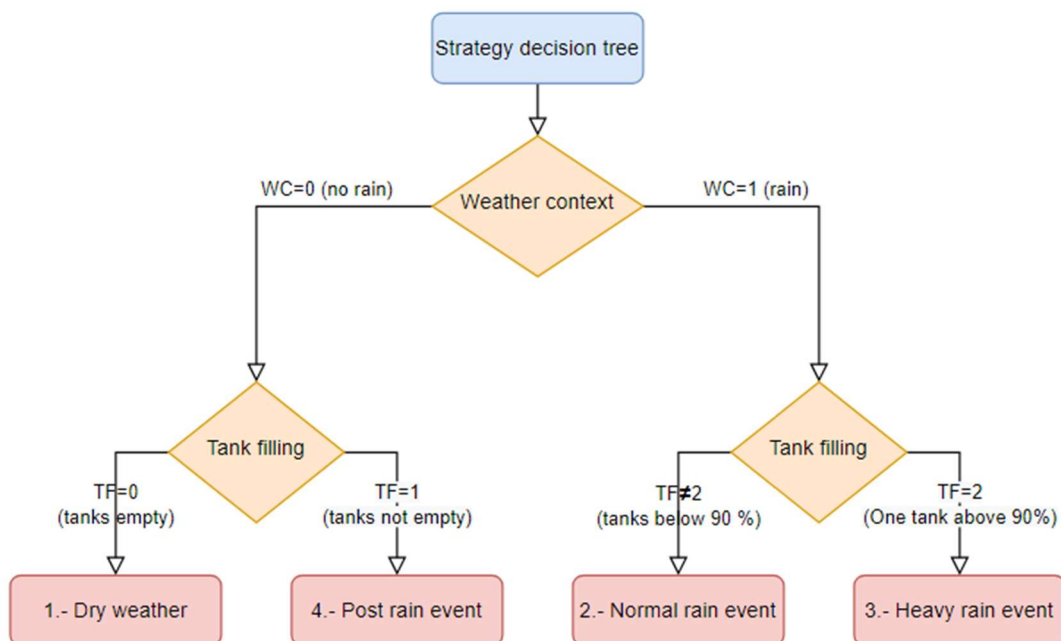 Strategy decision tree
WC=0 (no rain)
Weather context
WC=1 (rain)
Tank filling
Tank filling
TF=0
(tanks empty)
TF=1
(tanks not empty)
TF≠2
(tanks below 90 %)
TF=2
(One tank above 90%)
1.- Dry weather
4.- Post rain event
2.- Normal rain event
3.- Heavy rain event